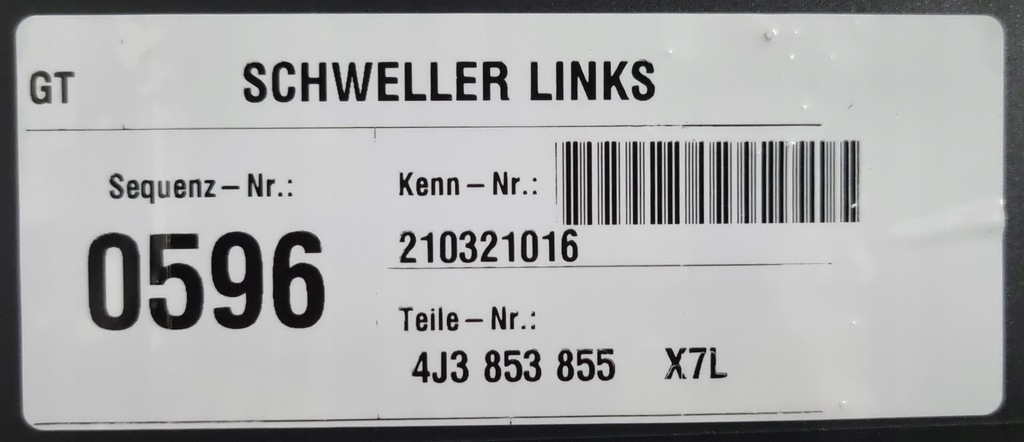 GT SCHWELLER LINKS
Sequenz-Nr.:
0596
Kenn-Nr.:
210321016
Teile-Nr.:
4J3 853 855 X7L